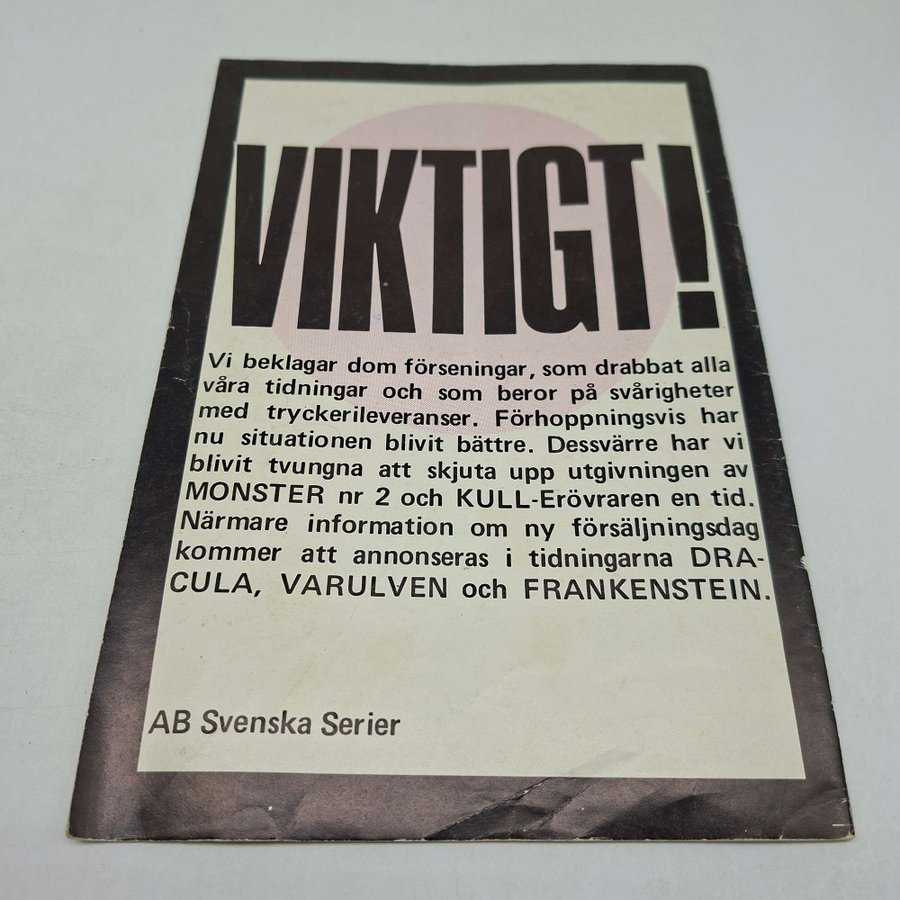 VIKTIGT!
Vi beklagar dom förseningar, som drabbat alla
våra tidningar och som beror på svårigheter
med tryckerileveranser. Förhoppningsvis har
nu situationen blivit bättre. Dessvärre har vi
blivit tvungna att skjuta upp utgivningen av
MONSTER nr 2 och KULL-Erövraren en tid.
Närmare information om ny försäljningsdag
kommer att annonseras i tidningarna DRA-
CULA, VARULVEN och FRANKENSTEIN.
AB Svenska Serier